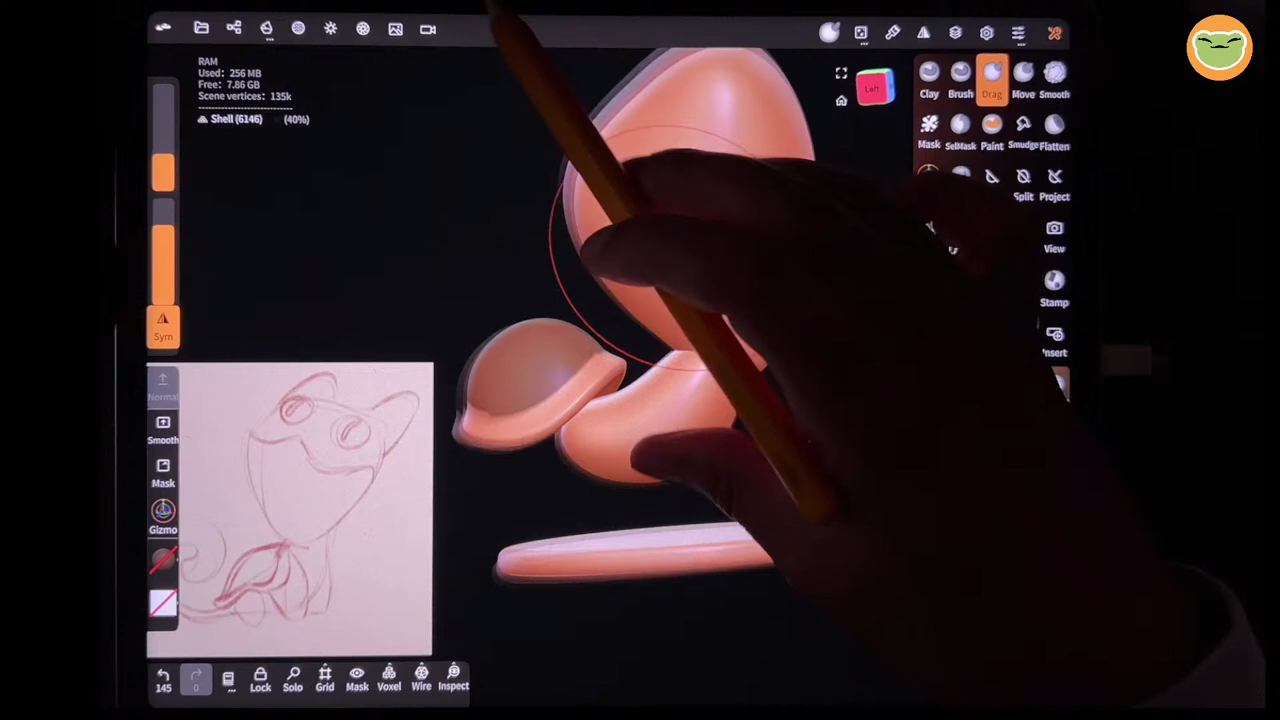 RAM
Used: 256 MB
Free: 7.86 GB
Scene vertices: 135k
Shell (6146) (40%)
Left
Clay Brush Drag Move Smooth
Mask SelMask Paint Smudge Flatten
Split Project
View
Stamp
Insert
Sym
Normal
Smooth
Mask
Gizmo
145 0 Lock Solo Grid Mask Voxel Wire Inspect